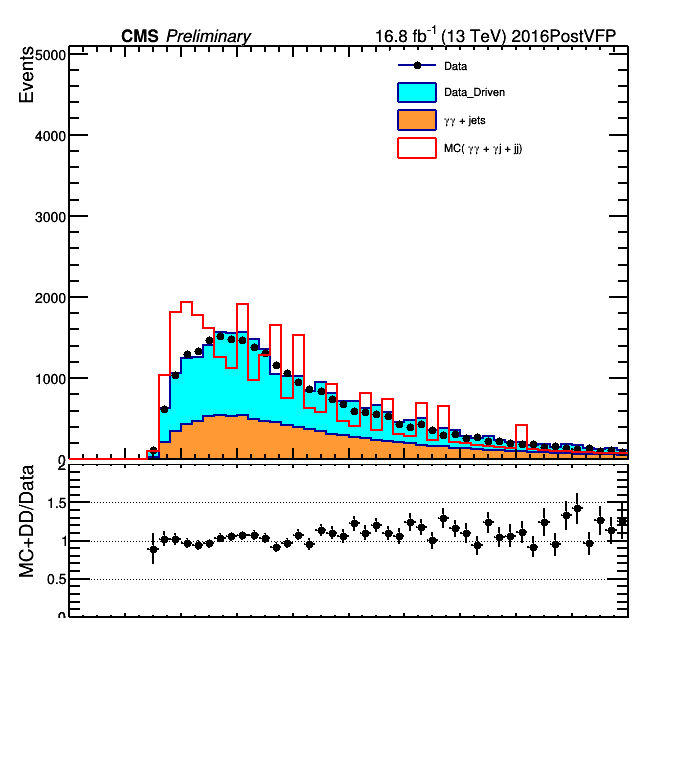 CMS Preliminary 16.8 fb⁻¹ (13 TeV) 2016PostVFP
Events
5000
4000
3000
2000
1000
0
Data
Data_Driven
γγ + jets
MC( γγ + γj + jj)
MC+DD/Data
2
1.5
1
0.5
0